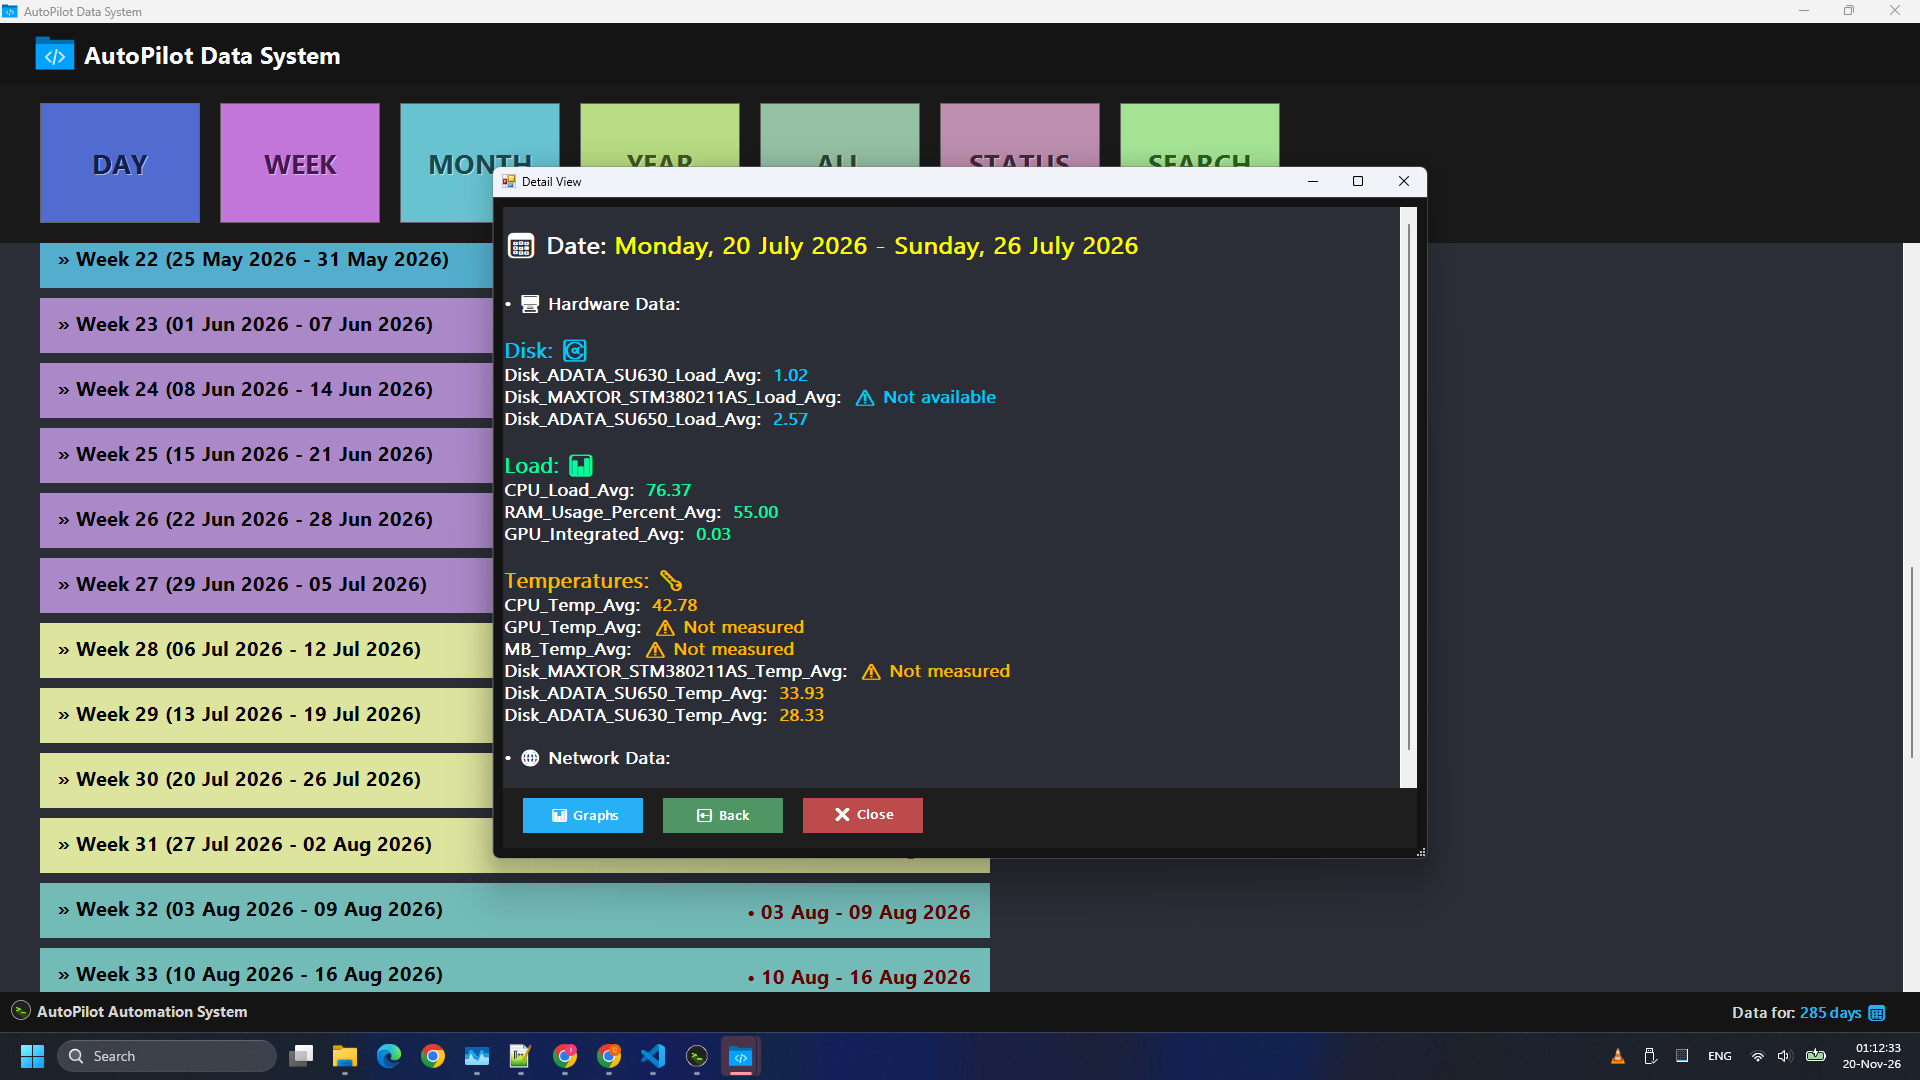 AutoPilot Data System
AutoPilot Data System
DAY
WEEK
MONTH
YEAR
ALL
STATUS
SEARCH
» Week 22 (25 May 2026 - 31 May 2026)
» Week 23 (01 Jun 2026 - 07 Jun 2026)
» Week 24 (08 Jun 2026 - 14 Jun 2026)
» Week 25 (15 Jun 2026 - 21 Jun 2026)
» Week 26 (22 Jun 2026 - 28 Jun 2026)
» Week 27 (29 Jun 2026 - 05 Jul 2026)
» Week 28 (06 Jul 2026 - 12 Jul 2026)
» Week 29 (13 Jul 2026 - 19 Jul 2026)
» Week 30 (20 Jul 2026 - 26 Jul 2026)
» Week 31 (27 Jul 2026 - 02 Aug 2026)
» Week 32 (03 Aug 2026 - 09 Aug 2026)
• 03 Aug - 09 Aug 2026
» Week 33 (10 Aug 2026 - 16 Aug 2026)
• 10 Aug - 16 Aug 2026
Detail View
Date: Monday, 20 July 2026 - Sunday, 26 July 2026
• Hardware Data:
Disk:
Disk_ADATA_SU630_Load_Avg: 1.02
Disk_MAXTOR_STM380211AS_Load_Avg: ⚠ Not available
Disk_ADATA_SU650_Load_Avg: 2.57
Load:
CPU_Load_Avg: 76.37
RAM_Usage_Percent_Avg: 55.00
GPU_Integrated_Avg: 0.03
Temperatures:
CPU_Temp_Avg: 42.78
GPU_Temp_Avg: ⚠ Not measured
MB_Temp_Avg: ⚠ Not measured
Disk_MAXTOR_STM380211AS_Temp_Avg: ⚠ Not measured
Disk_ADATA_SU650_Temp_Avg: 33.93
Disk_ADATA_SU630_Temp_Avg: 28.33
• Network Data:
Graphs
Back
Close
AutoPilot Automation System
Data for: 285 days
Search
ENG
01:12:33
20-Nov-26